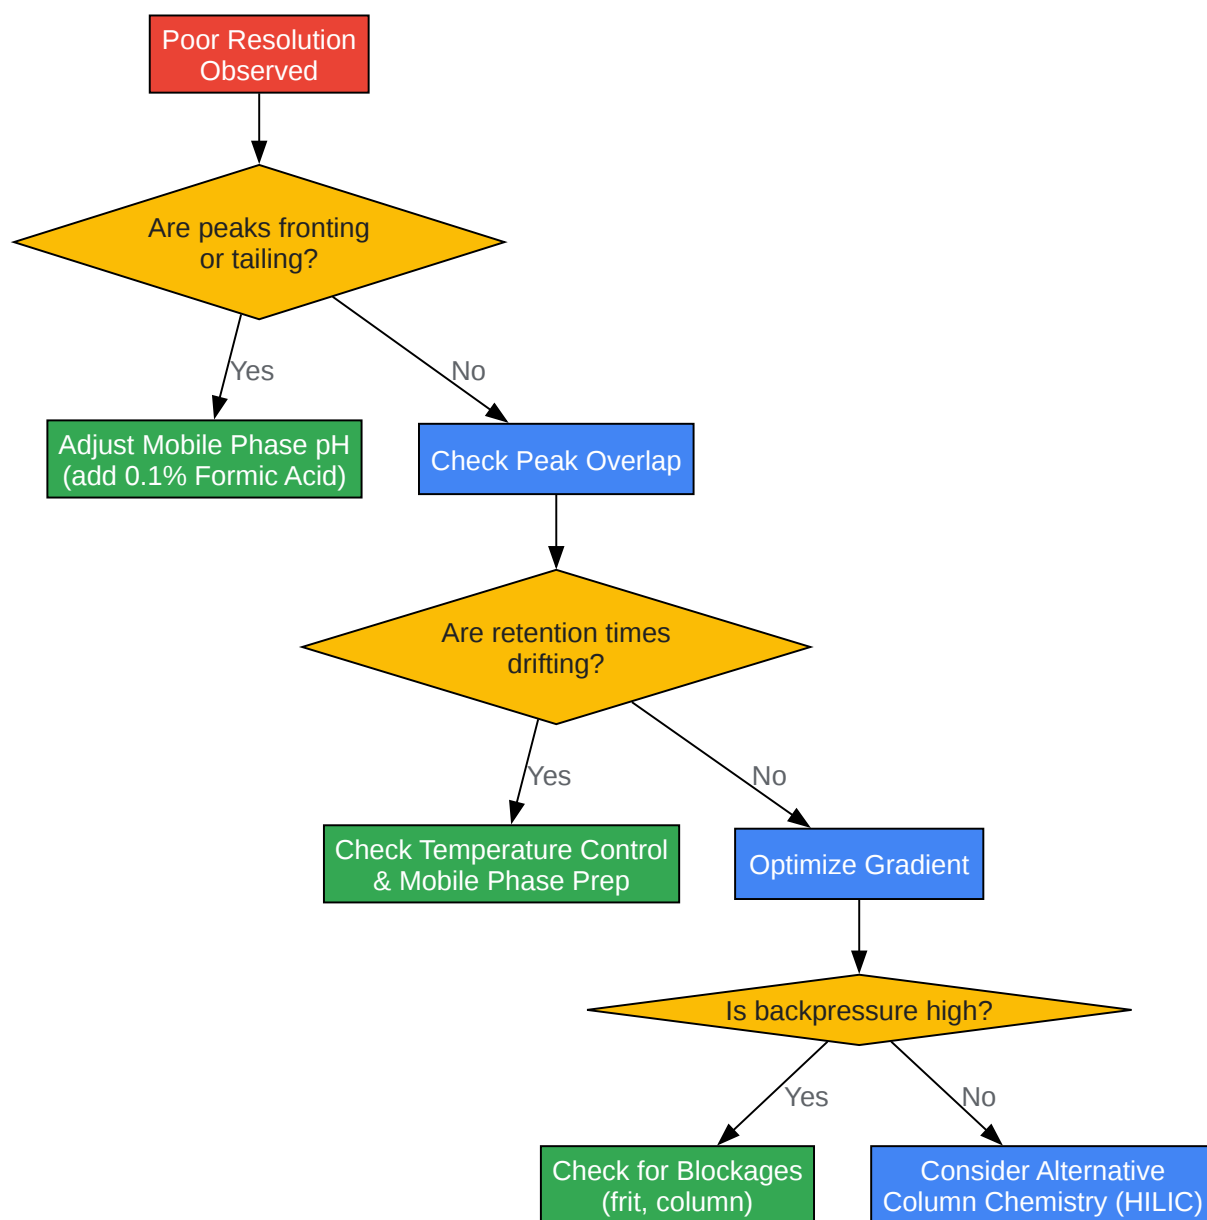 Poor Resolution
Observed
Are peaks fronting
or tailing?
Yes
No
Adjust Mobile Phase pH
(add 0.1% Formic Acid)
Check Peak Overlap
Are retention times
drifting?
Yes
No
Check Temperature Control
& Mobile Phase Prep
Optimize Gradient
Is backpressure high?
Yes
No
Check for Blockages
(frit, column)
Consider Alternative
Column Chemistry (HILIC)